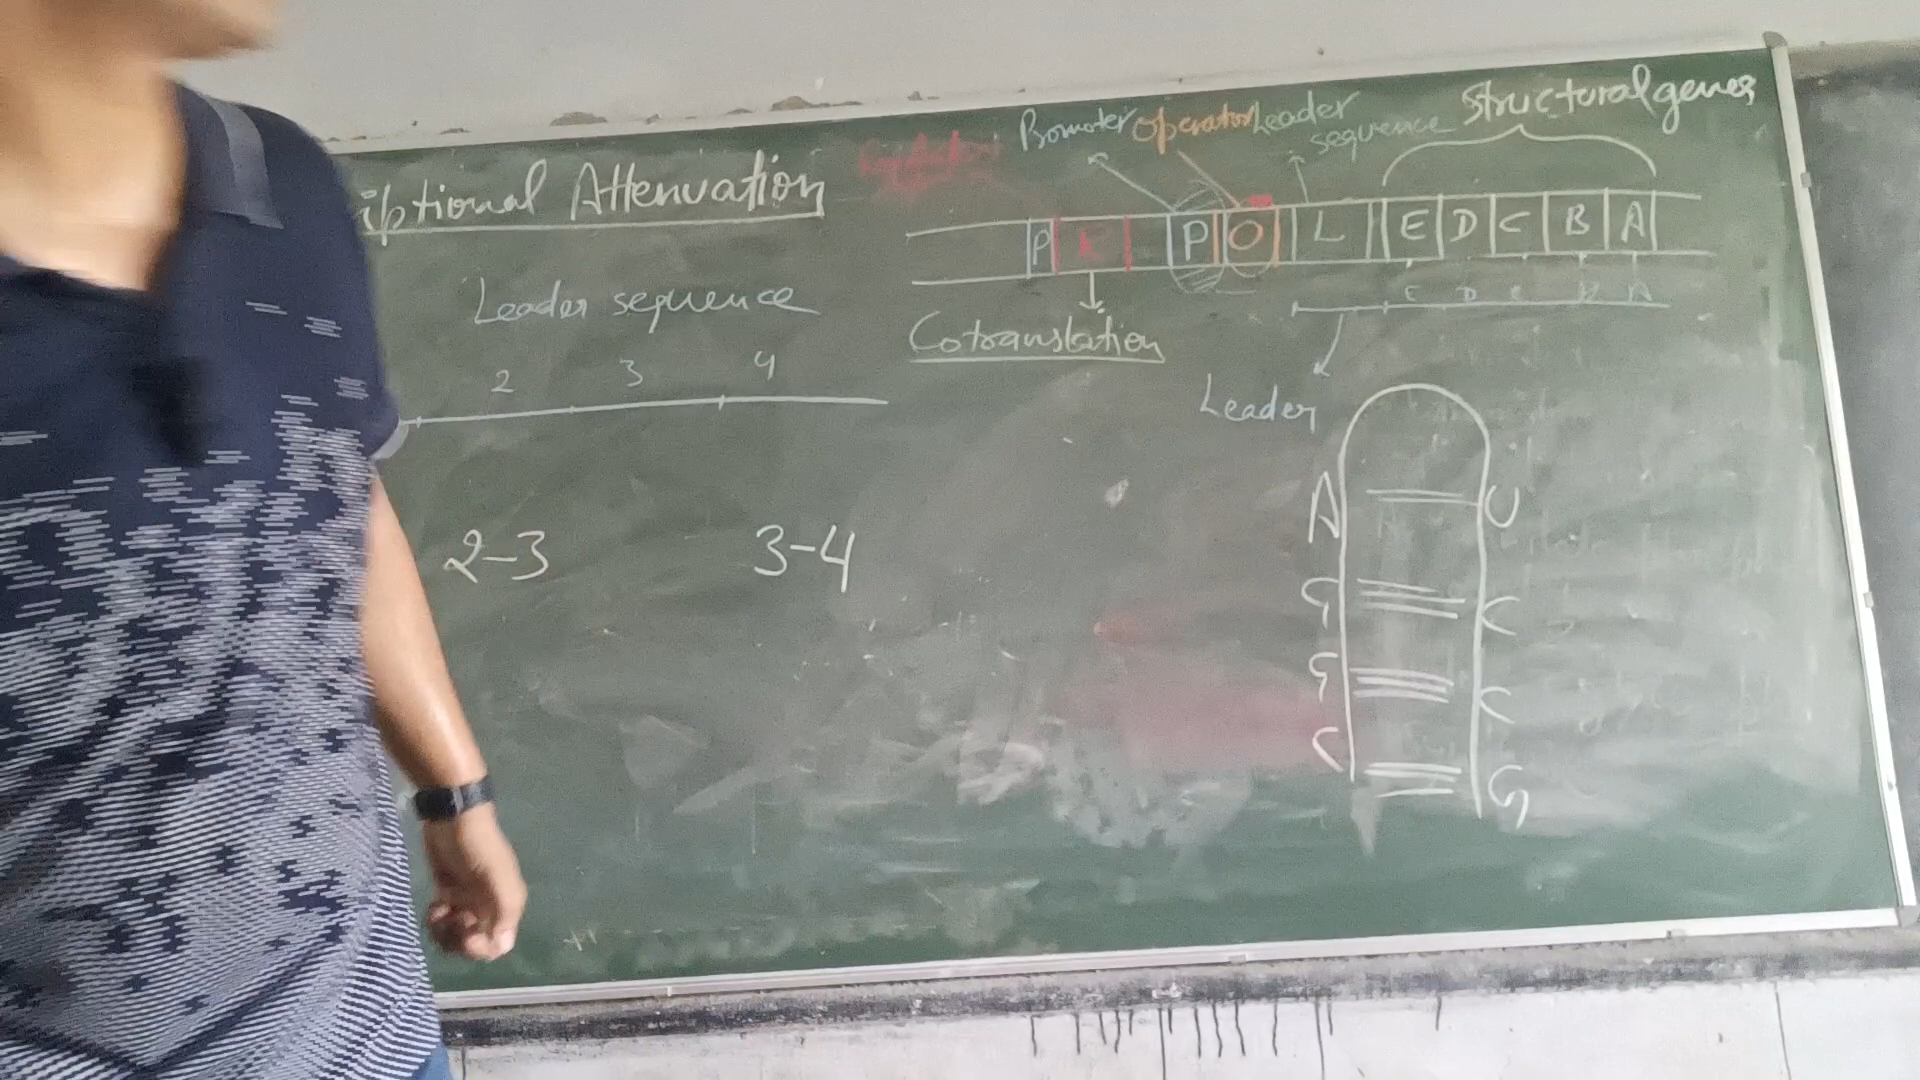 iptional Attenuation
Leader sequence
2 3 4
2-3 3-4
Promoter Operator Leader
sequence
Structural genes
P R P O L E D C B A
E D C B A
Cotranslation
Leader
A U
G C
G C
C G